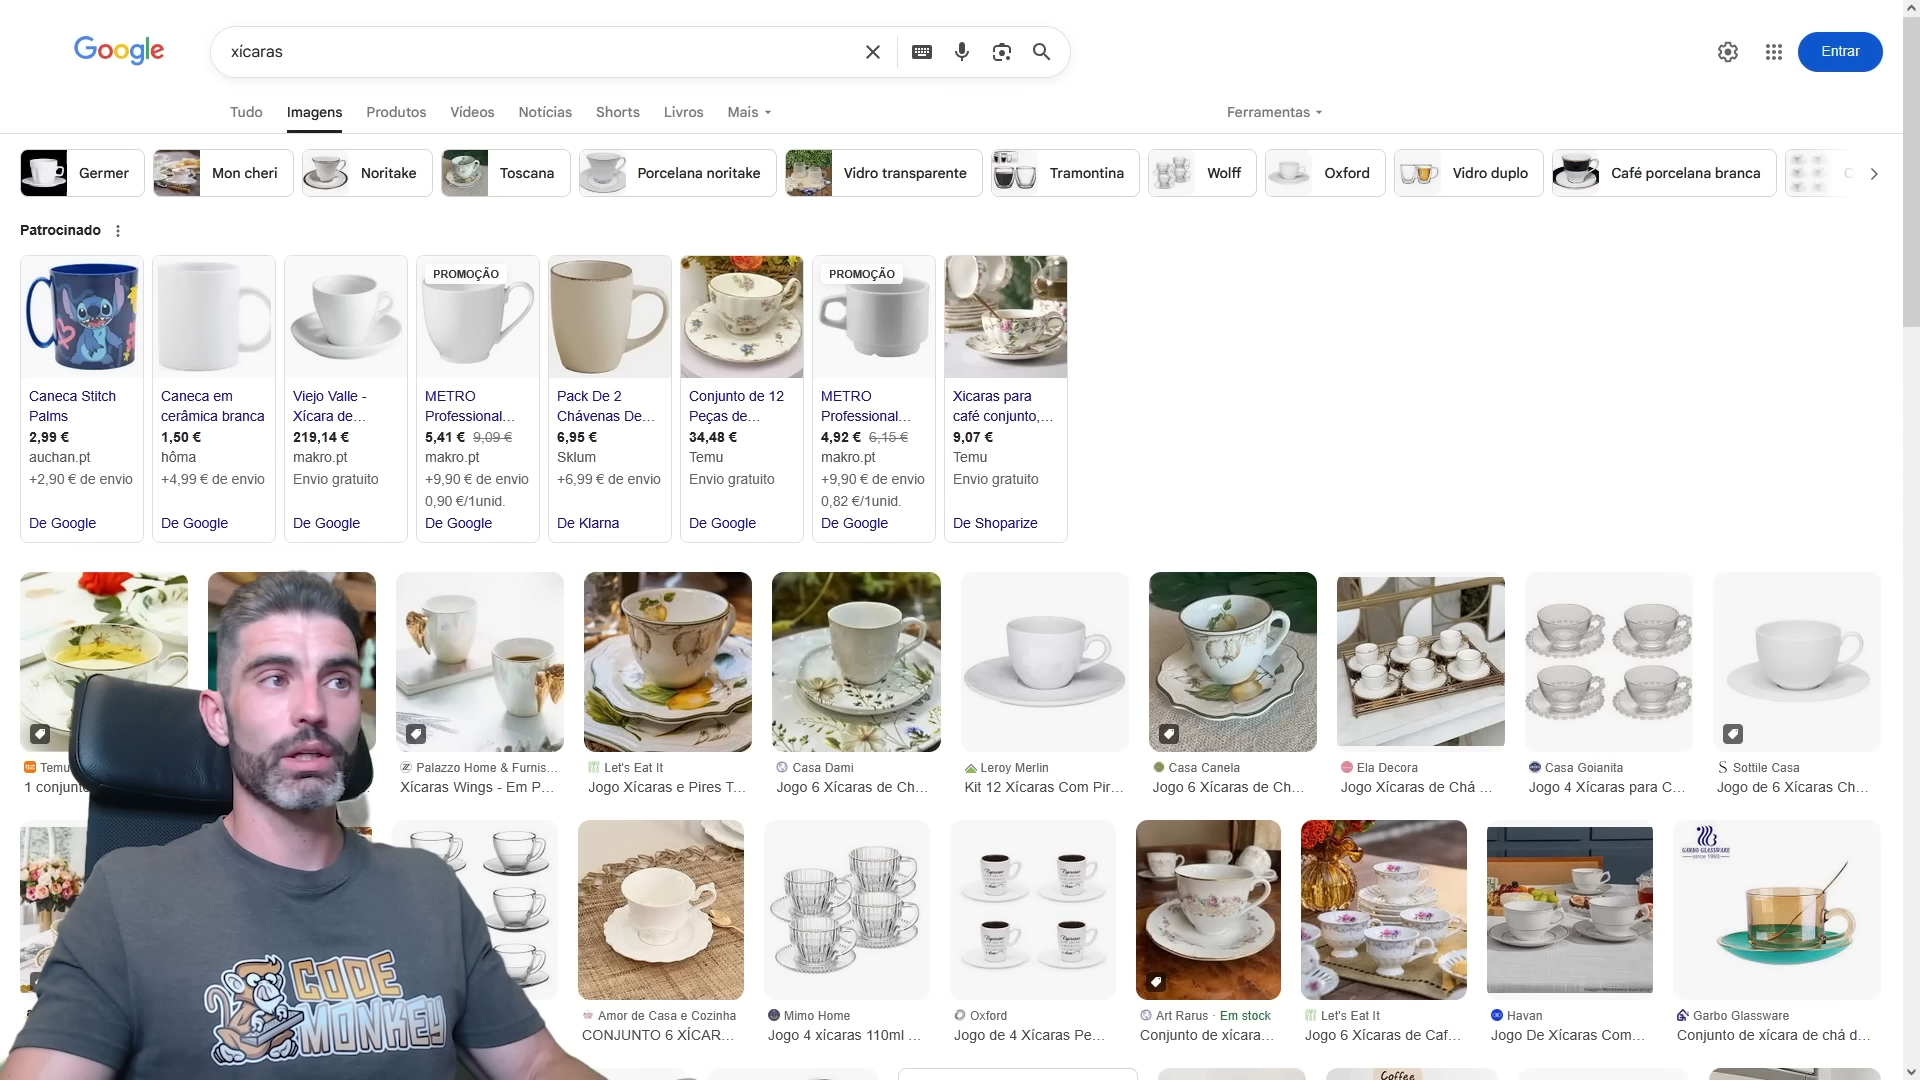 Google
xícaras
Entrar
Tudo
Imagens
Produtos
Vídeos
Notícias
Shorts
Livros
Mais
Ferramentas
Germer
Mon cheri
Noritake
Toscana
Porcelana noritake
Vidro transparente
Tramontina
Wolff
Oxford
Vidro duplo
Café porcelana branca
Patrocinado
Caneca Stitch
Palms
2,99 €
auchan.pt
+2,90 € de envio
De Google
Caneca em
cerâmica branca
1,50 €
hôma
+4,99 € de envio
De Google
Viejo Valle -
Xícara de…
219,14 €
makro.pt
Envio gratuito
De Google
PROMOÇÃO
METRO
Professional…
5,41 € 9,09 €
makro.pt
+9,90 € de envio
0,90 €/1unid.
De Google
Pack De 2
Chávenas De…
6,95 €
Sklum
+6,99 € de envio
De Klarna
Conjunto de 12
Peças de…
34,48 €
Temu
Envio gratuito
De Google
PROMOÇÃO
METRO
Professional…
4,92 € 6,15 €
makro.pt
+9,90 € de envio
0,82 €/1unid.
De Google
Xicaras para
café conjunto,…
9,07 €
Temu
Envio gratuito
De Shoparize
Temu
1 conjunto
Palazzo Home & Furnis…
Xícaras Wings - Em P…
Let's Eat It
Jogo Xícaras e Pires T…
Casa Dami
Jogo 6 Xícaras de Ch…
Leroy Merlin
Kit 12 Xícaras Com Pir…
Casa Canela
Jogo 6 Xícaras de Ch…
Ela Decora
Jogo Xícaras de Chá …
Casa Goianita
Jogo 4 Xícaras para C…
Sottile Casa
Jogo de 6 Xícaras Ch…
Amor de Casa e Cozinha
CONJUNTO 6 XÍCAR…
Mimo Home
Jogo 4 xícaras 110ml …
Oxford
Jogo de 4 Xícaras Pe…
Art Rarus · Em stock
Conjunto de xícara…
Let's Eat It
Jogo 6 Xícaras de Caf…
Havan
Jogo De Xícaras Com…
GARBO GLASSWARE
since 1993
Garbo Glassware
Conjunto de xícara de chá d…
CODE
MONKEY
Coffee